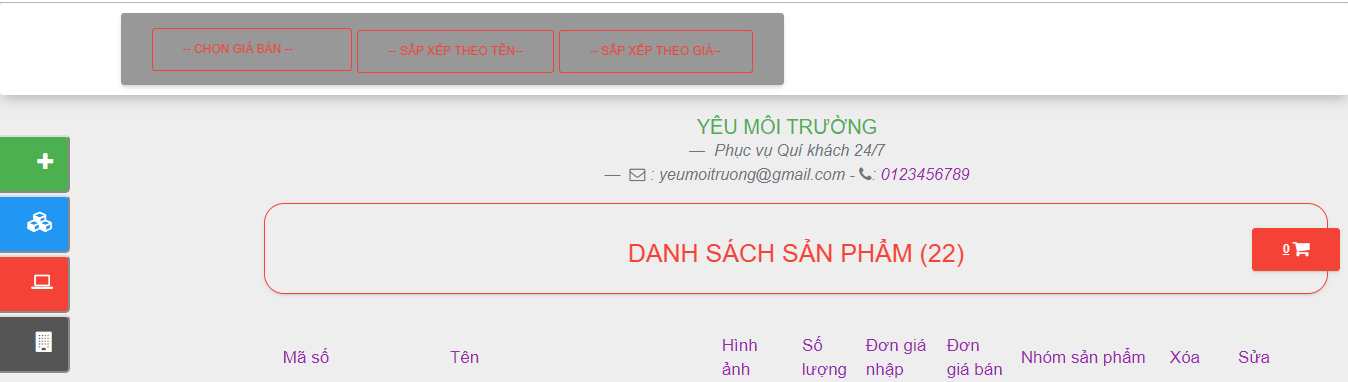 -- CHỌN GIÁ BÁN --
-- SẮP XẾP THEO TÊN--
-- SẮP XẾP THEO GIÁ--
YÊU MÔI TRƯỜNG
— Phục vụ Quí khách 24/7
— : yeumoitruong@gmail.com - : 0123456789
DANH SÁCH SẢN PHẨM (22)
0
Mã số
Tên
Hình
ảnh
Số
lượng
Đơn giá
nhập
Đơn
giá bán
Nhóm sản phẩm
Xóa
Sửa